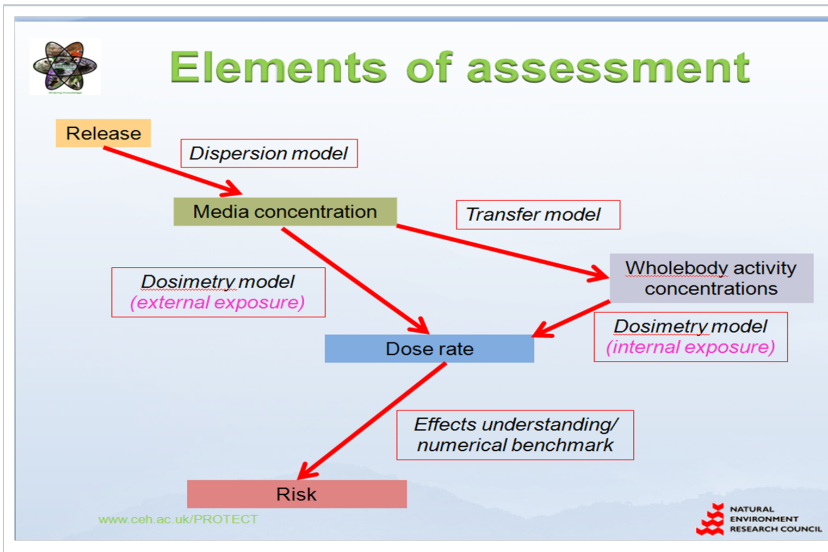 Elements of assessment
Release
Dispersion model
Media concentration
Transfer model
Dosimetry model
(external exposure)
Wholebody activity
concentrations
Dose rate
Dosimetry model
(internal exposure)
Effects understanding/
numerical benchmark
Risk
www.ceh.ac.uk/PROTECT
NATURAL
ENVIRONMENT
RESEARCH COUNCIL